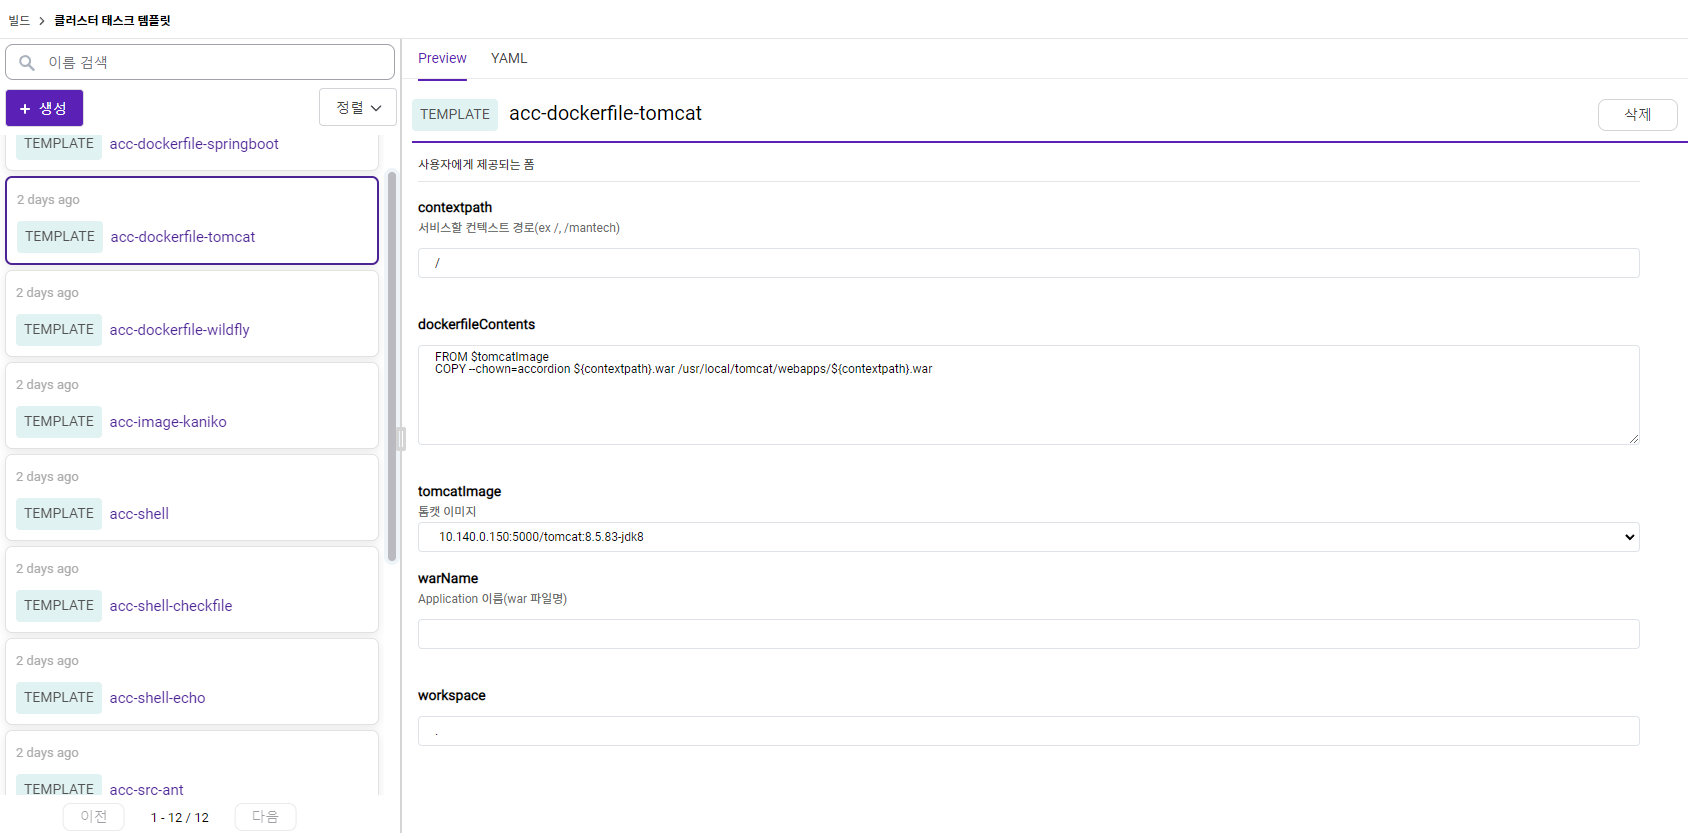 빌드 > 클러스터 태스크 템플릿
이름 검색
+ 생성
정렬
TEMPLATE acc-dockerfile-springboot
2 days ago
TEMPLATE acc-dockerfile-tomcat
2 days ago
TEMPLATE acc-dockerfile-wildfly
2 days ago
TEMPLATE acc-image-kaniko
2 days ago
TEMPLATE acc-shell
2 days ago
TEMPLATE acc-shell-checkfile
2 days ago
TEMPLATE acc-shell-echo
2 days ago
TEMPLATE acc-src-ant
이전 1 - 12 / 12 다음
Preview YAML
TEMPLATE acc-dockerfile-tomcat 삭제
사용자에게 제공되는 폼
contextpath
서비스할 컨텍스트 경로(ex /, /mantech)
/
dockerfileContents
FROM $tomcatImage
COPY --chown=accordion ${contextpath}.war /usr/local/tomcat/webapps/${contextpath}.war
tomcatImage
톰캣 이미지
10.140.0.150:5000/tomcat:8.5.83-jdk8
warName
Application 이름(war 파일명)
workspace
.